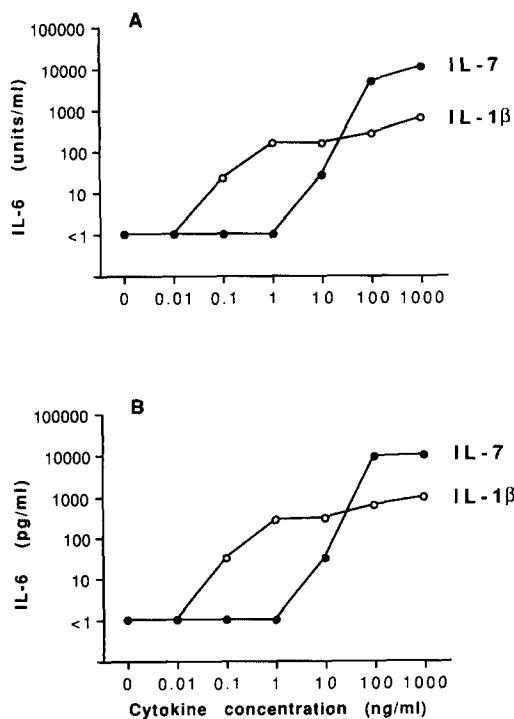 A
100000
10000
1000
100
10
<1
IL-6 (units/ml)
IL-7
IL-1β
0 0.01 0.1 1 10 100 1000
B
100000
10000
1000
100
10
<1
IL-6 (pg/ml)
IL-7
IL-1β
0 0.01 0.1 1 10 100 1000
Cytokine concentration (ng/ml)